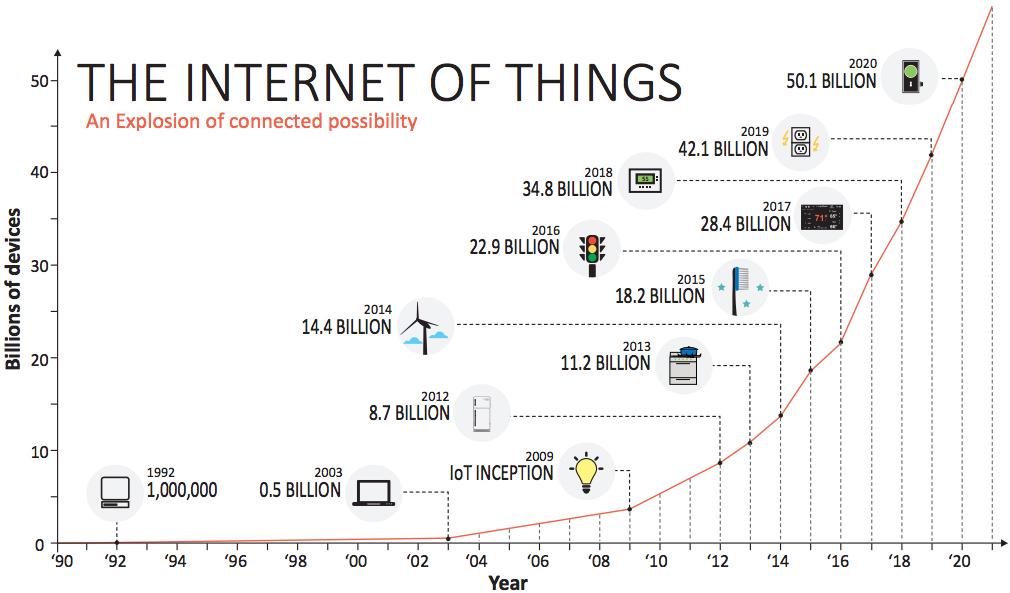 THE INTERNET OF THINGS
An Explosion of connected possibility
Billions of devices
50
40
30
20
10
0
2020
50.1 BILLION
2019
42.1 BILLION
2018
34.8 BILLION
2017
28.4 BILLION
71°
2016
22.9 BILLION
2015
18.2 BILLION
2014
14.4 BILLION
2013
11.2 BILLION
2012
8.7 BILLION
2009
IoT INCEPTION
2003
0.5 BILLION
1992
1,000,000
'90 '92 '94 '96 '98 '00 '02 '04 '06 '08 '10 '12 '14 '16 '18 '20
Year